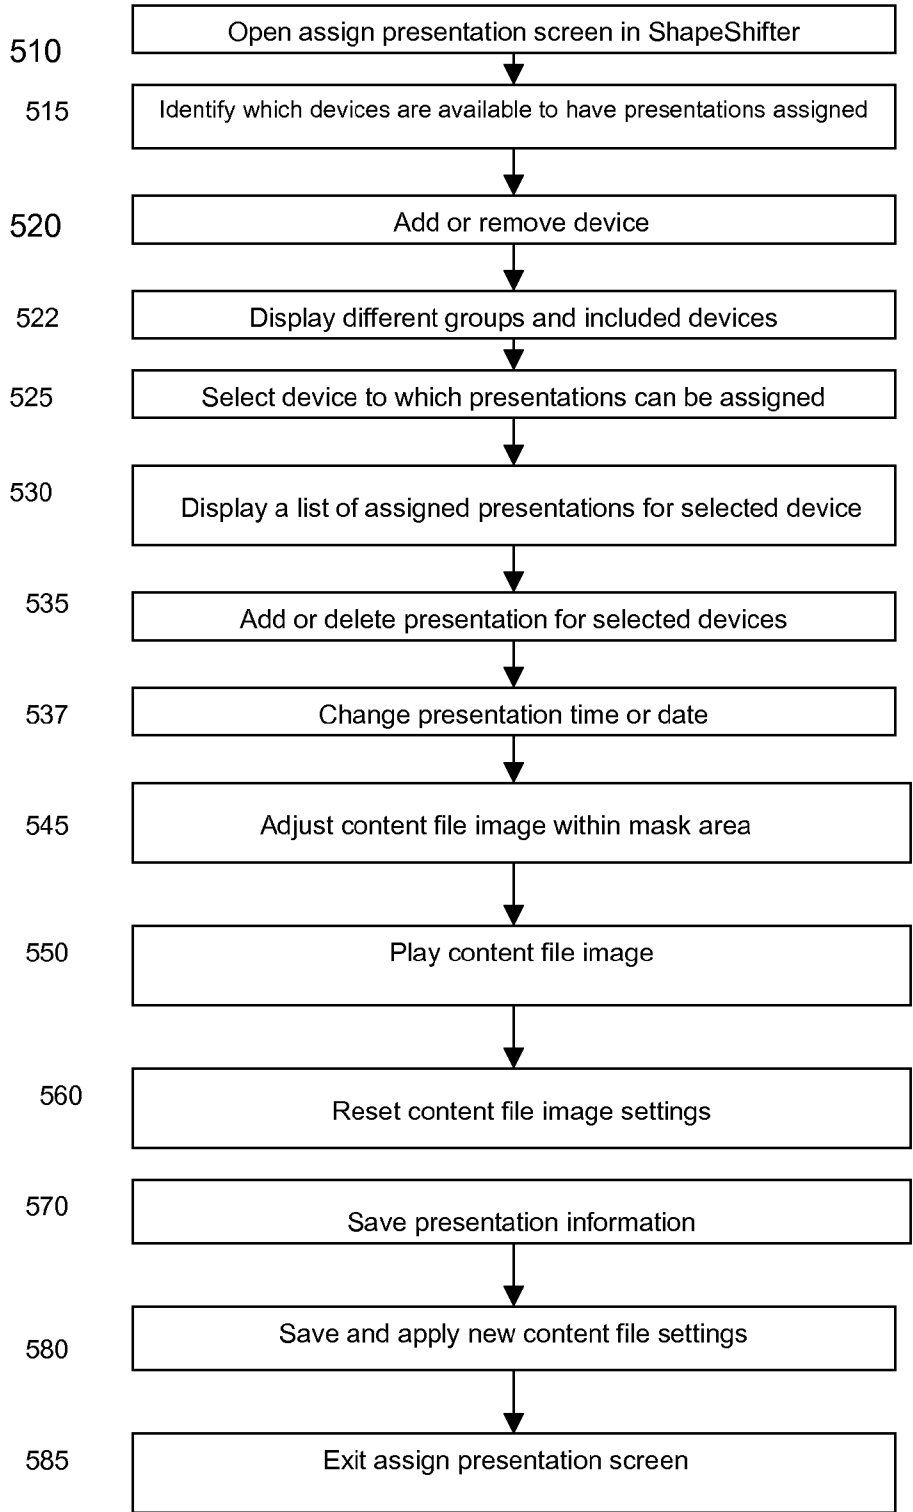 510 Open assign presentation screen in ShapeShifter
515 Identify which devices are available to have presentations assigned
520 Add or remove device
522 Display different groups and included devices
525 Select device to which presentations can be assigned
530 Display a list of assigned presentations for selected device
535 Add or delete presentation for selected devices
537 Change presentation time or date
545 Adjust content file image within mask area
550 Play content file image
560 Reset content file image settings
570 Save presentation information
580 Save and apply new content file settings
585 Exit assign presentation screen